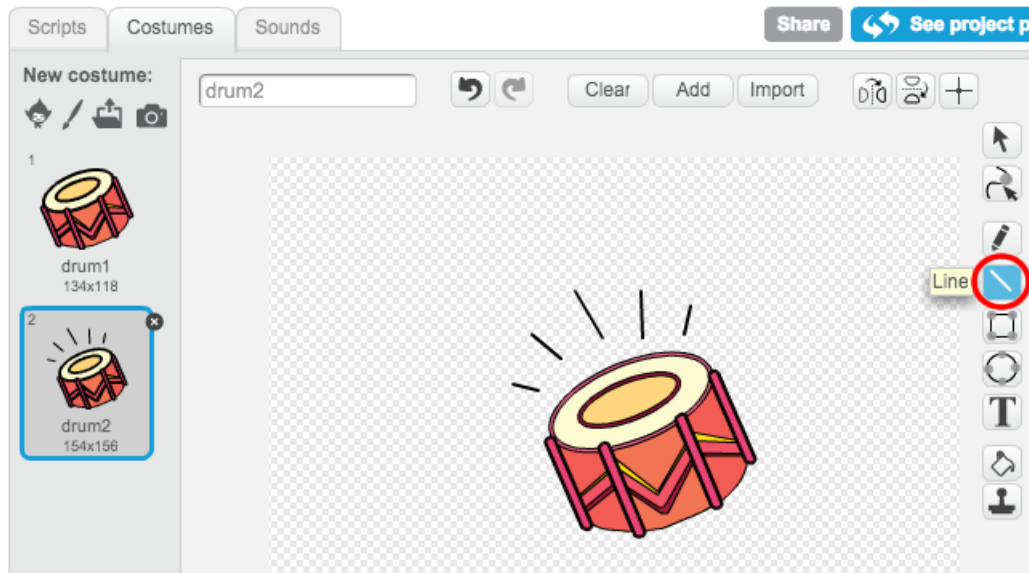 Scripts Costumes Sounds Share See project p
New costume:
drum2 Clear Add Import
1
drum1
134x118
2
drum2
154x156
Line
T